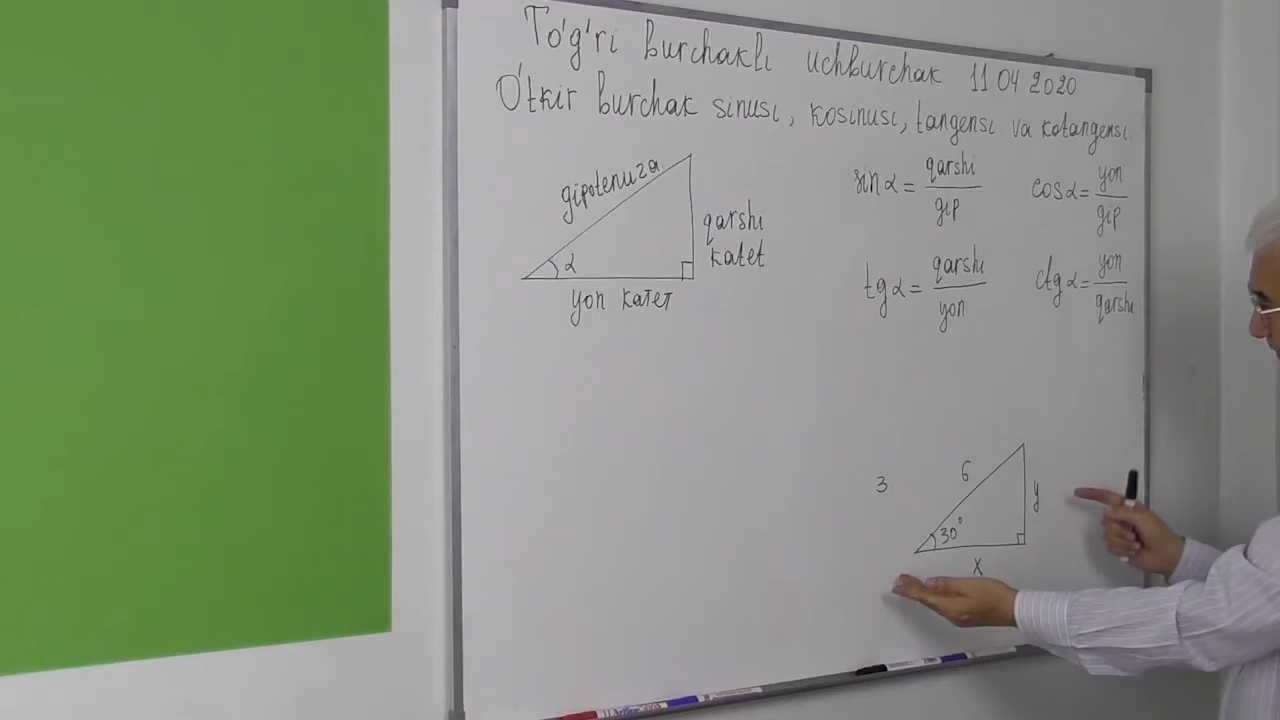 To'g'ri burchakli uchburchak 11 04 2020
O'tkir burchak sinusi, kosinusi, tangensi va kotangensi.
gipotenuza
α
qarshi
katet
yon катет
sin α = qarshi / gip
cos α = yon / gip
tg α = qarshi / yon
ctg α = yon / qarshi
3
6
30°
y
x